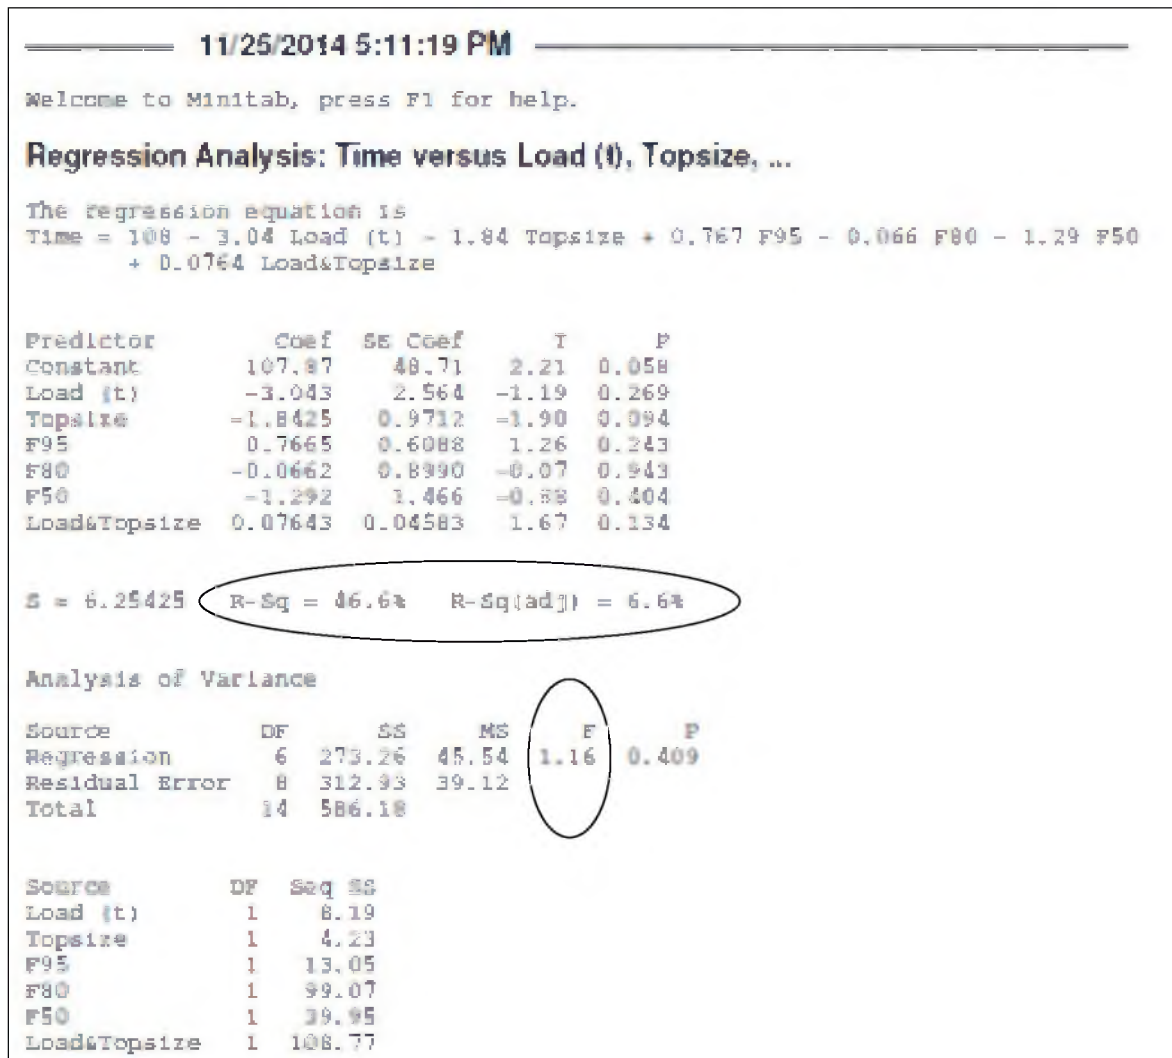 11/25/2014 5:11:19 PM
Welcome to Minitab, press F1 for help.
Regression Analysis: Time versus Load (t), Topsize, ...
The regression equation is
Time = 108 - 3.04 Load (t) - 1.84 Topsize + 0.767 F95 - 0.066 F80 - 1.29 F50
+ 0.0764 Load&Topsize
Predictor Coef SE Coef T P
Constant 107.87 48.71 2.21 0.058
Load (t) -3.043 2.564 -1.19 0.269
Topsize -1.8425 0.9712 -1.90 0.094
F95 0.7665 0.6088 1.26 0.243
F80 -0.0662 0.8990 -0.07 0.943
F50 -1.292 1.466 -0.88 0.404
Load&Topsize 0.07643 0.04583 1.67 0.134
S = 6.25425 R-Sq = 46.6% R-Sq(adj) = 6.6%
Analysis of Variance
Source DF SS MS F P
Regression 6 273.26 45.54 1.16 0.409
Residual Error 8 312.93 39.12
Total 14 586.18
Source DF Seq SS
Load (t) 1 8.19
Topsize 1 4.23
F95 1 13.05
F80 1 99.07
F50 1 39.95
Load&Topsize 1 108.77